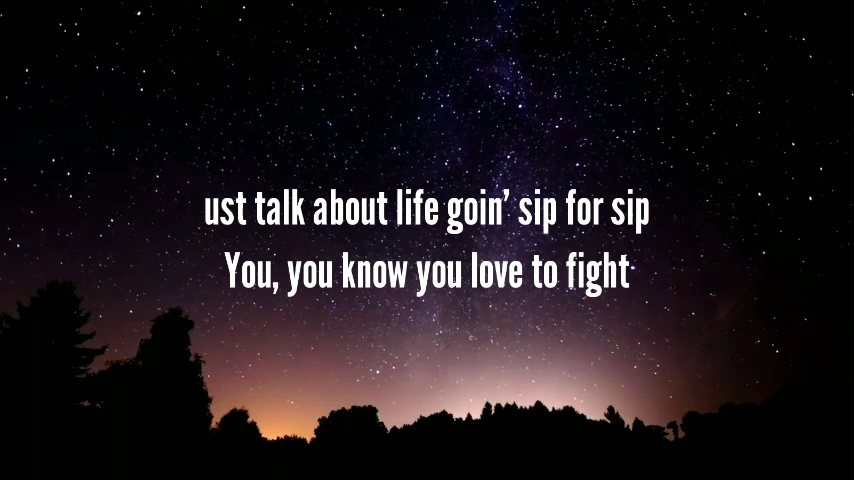 ust talk about life goin’ sip for sip
You, you know you love to fight